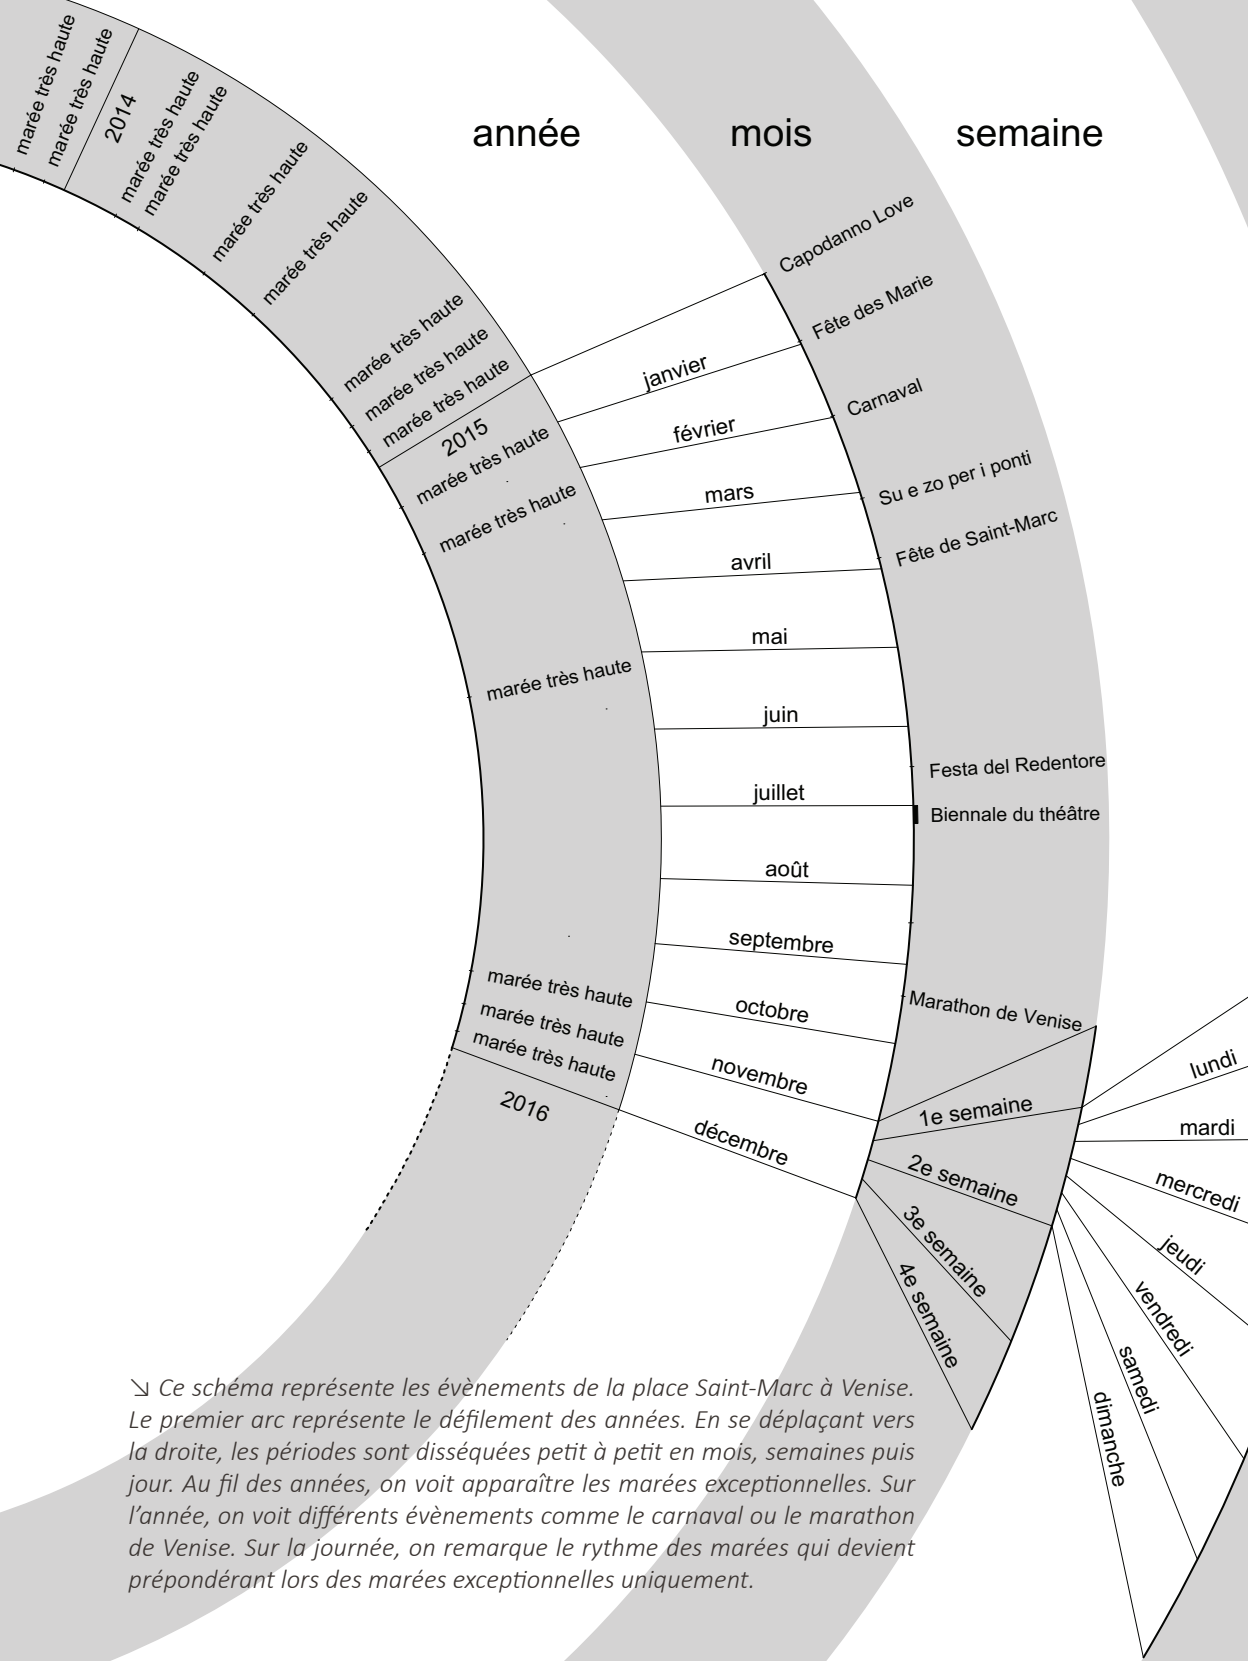 année
mois
semaine
marée très haute
marée très haute
2014
marée très haute
marée très haute
marée très haute
marée très haute
marée très haute
marée très haute
marée très haute
2015
marée très haute
marée très haute
marée très haute
marée très haute
marée très haute
marée très haute
2016
janvier
février
mars
avril
mai
juin
juillet
août
septembre
octobre
novembre
décembre
Capodanno Love
Fête des Marie
Carnaval
Su e zo per i ponti
Fête de Saint-Marc
Festa del Redentore
Biennale du théâtre
Marathon de Venise
1e semaine
2e semaine
3e semaine
4e semaine
lundi
mardi
mercredi
jeudi
vendredi
samedi
dimanche
↘ Ce schéma représente les évènements de la place Saint-Marc à Venise.
Le premier arc représente le défilement des années. En se déplaçant vers
la droite, les périodes sont disséquées petit à petit en mois, semaines puis
jour. Au fil des années, on voit apparaître les marées exceptionnelles. Sur
l'année, on voit différents évènements comme le carnaval ou le marathon
de Venise. Sur la journée, on remarque le rythme des marées qui devient
prépondérant lors des marées exceptionnelles uniquement.